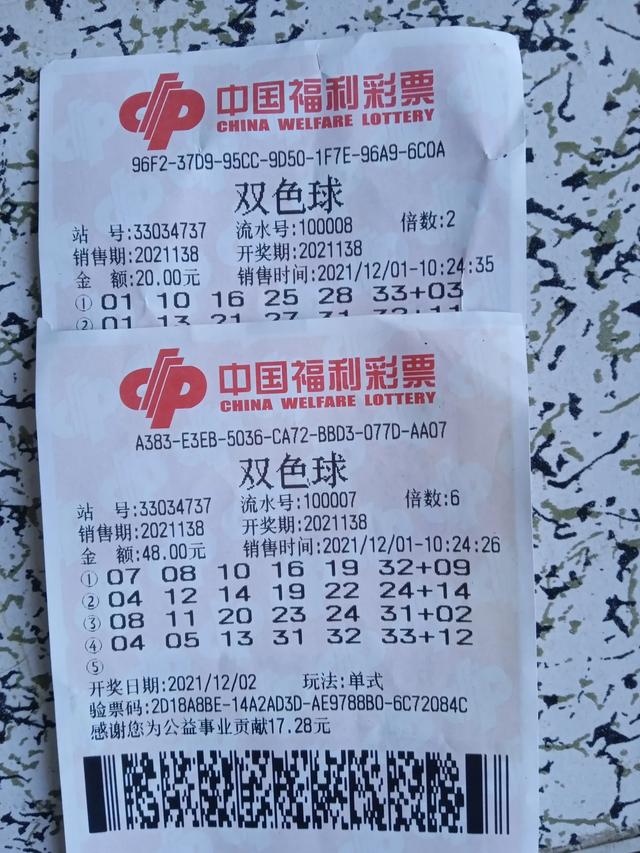 中国福利彩票
CHINA WELFARE LOTTERY
96F2-37D9-95CC-9D50-1F7E-96A9-6C0A
双色球
站 号:33034737 流水号:100008 倍数:2
销售期:2021138 开奖期:2021138
金 额:20.00元 销售时间:2021/12/01-10:24:35
① 01 10 16 25 28 33+03
② 01 13 21 27 31 32+11
中国福利彩票
CHINA WELFARE LOTTERY
A383-E3EB-5036-CA72-BBD3-077D-AA07
双色球
站 号:33034737 流水号:100007 倍数:6
销售期:2021138 开奖期:2021138
金 额:48.00元 销售时间:2021/12/01-10:24:26
① 07 08 10 16 19 32+09
② 04 12 14 19 22 24+14
③ 08 11 20 23 24 31+02
④ 04 05 13 31 32 33+12
⑤
开奖日期:2021/12/02 玩法:单式
验票码:2D18A8BE-14A2AD3D-AE9788B0-6C72084C
感谢您为公益事业贡献17.28元